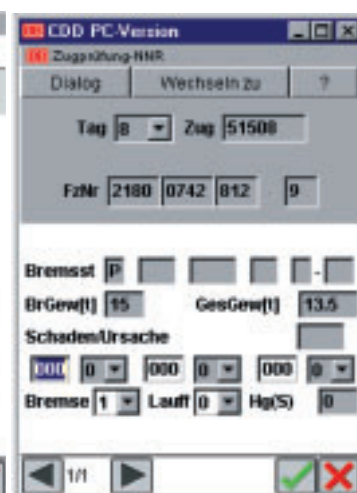 CDD PC-Version
Zugprüfung-NNR
Dialog Wechseln zu ?
Tag 8 Zug 51508
FzNr 2180 0742 812 9
Bremsst P -
BrGew[t] 15 GesGew[t] 13.5
Schaden/Ursache
000 0 000 0 000 0
Bremse 1 Lauff 0 Hg(S) 0
1/1